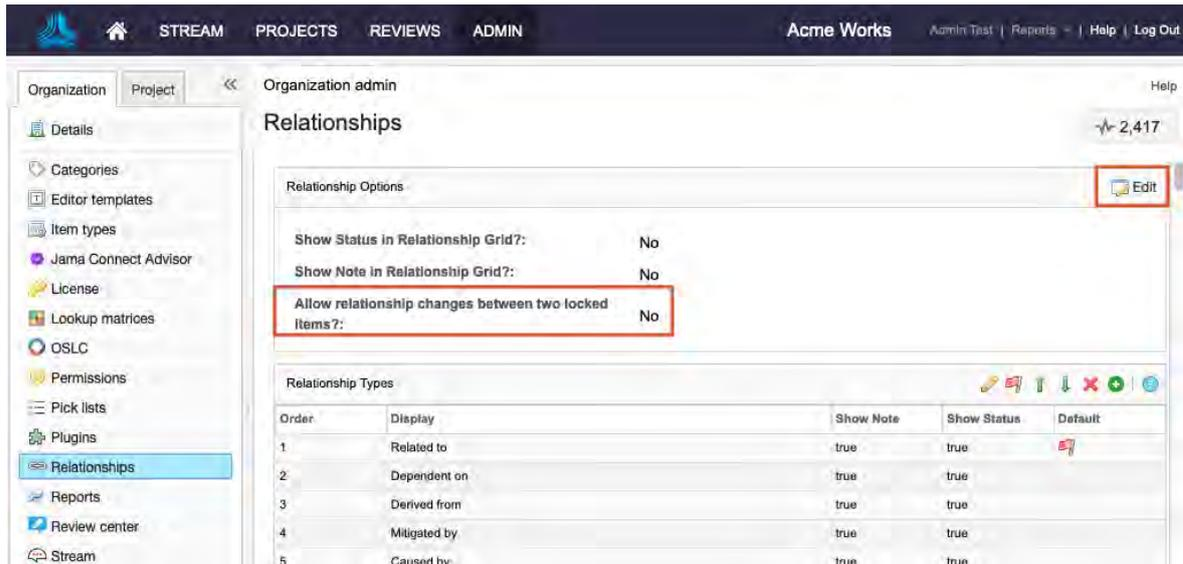 STREAM PROJECTS REVIEWS ADMIN Acme Works Admin Test | Reports | Help | Log Out
Organization Project « Organization admin Help
Details
Relationships 2,417
Categories
Editor templates
Item types
Jama Connect Advisor
License
Lookup matrices
OSLC
Permissions
Pick lists
Plugins
Relationships
Reports
Review center
Stream
Relationship Options Edit
Show Status in Relationship Grid?: No
Show Note in Relationship Grid?: No
Allow relationship changes between two locked
items?: No
Relationship Types
Order Display Show Note Show Status Default
1 Related to true true
2 Dependent on true true
3 Derived from true true
4 Mitigated by true true
5 Caused by true true